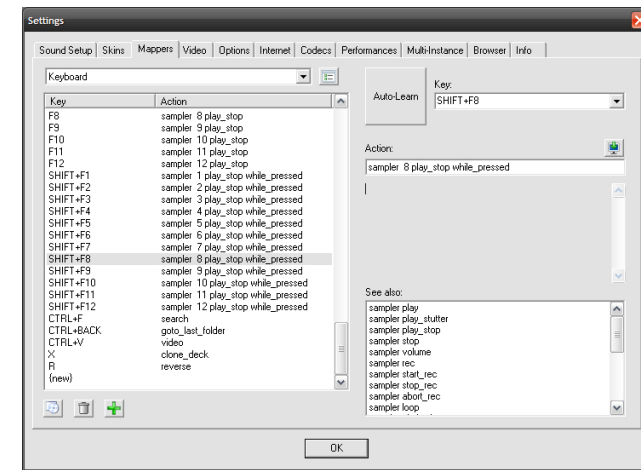 Settings
Sound Setup Skins Mappers Video Options Internet Codecs Performances Multi-Instance Browser Info
Keyboard
Key Action
F8 sampler 8 play_stop
F9 sampler 9 play_stop
F10 sampler 10 play_stop
F11 sampler 11 play_stop
F12 sampler 12 play_stop
SHIFT+F1 sampler 1 play_stop while_pressed
SHIFT+F2 sampler 2 play_stop while_pressed
SHIFT+F3 sampler 3 play_stop while_pressed
SHIFT+F4 sampler 4 play_stop while_pressed
SHIFT+F5 sampler 5 play_stop while_pressed
SHIFT+F6 sampler 6 play_stop while_pressed
SHIFT+F7 sampler 7 play_stop while_pressed
SHIFT+F8 sampler 8 play_stop while_pressed
SHIFT+F9 sampler 9 play_stop while_pressed
SHIFT+F10 sampler 10 play_stop while_pressed
SHIFT+F11 sampler 11 play_stop while_pressed
SHIFT+F12 sampler 12 play_stop while_pressed
CTRL+F search
CTRL+BACK goto_last_folder
CTRL+V video
X clone_deck
R reverse
(new)
Auto-Learn
Key:
SHIFT+F8
Action:
sampler 8 play_stop while_pressed
See also:
sampler play
sampler play_stutter
sampler play_stop
sampler stop
sampler volume
sampler rec
sampler start_rec
sampler stop_rec
sampler abort_rec
sampler loop
OK